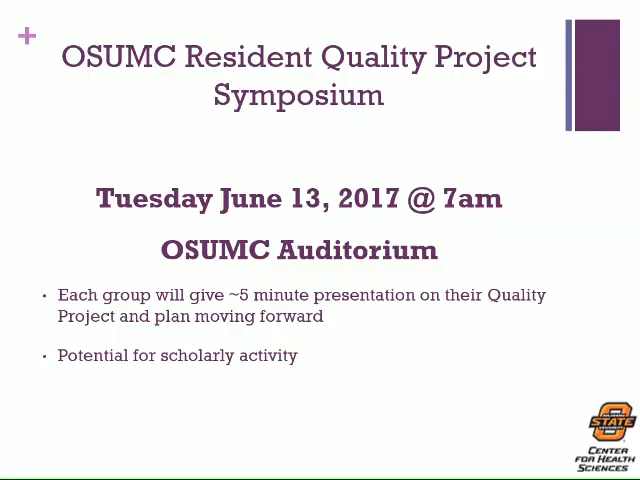 +
OSUMC Resident Quality Project
Symposium
Tuesday June 13, 2017 @ 7am
OSUMC Auditorium
• Each group will give ~5 minute presentation on their Quality
Project and plan moving forward
• Potential for scholarly activity
STATE
CENTER
FOR HEALTH
SCIENCES